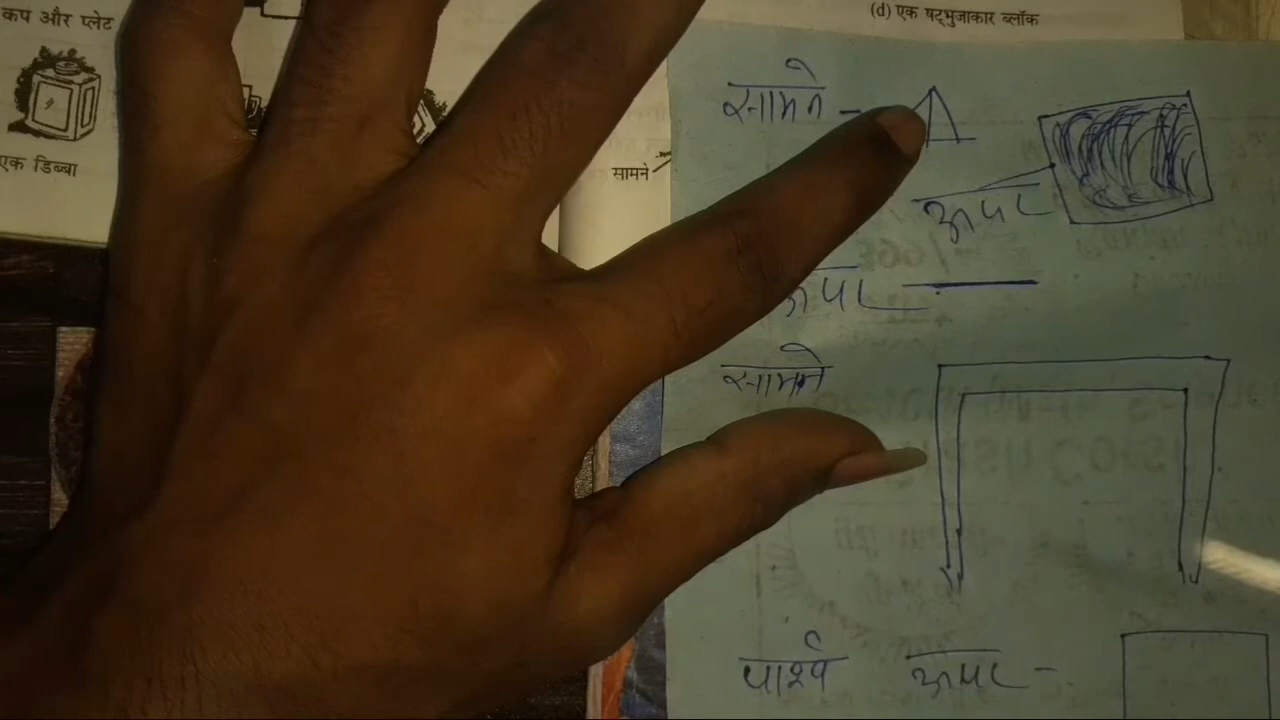 कप और प्लेट
(d) एक षट्भुजाकार ब्लॉक
एक डिब्बा
सामने
सामने -
ऊपर
ऊपर
सामने
पार्श्व ऊपर -